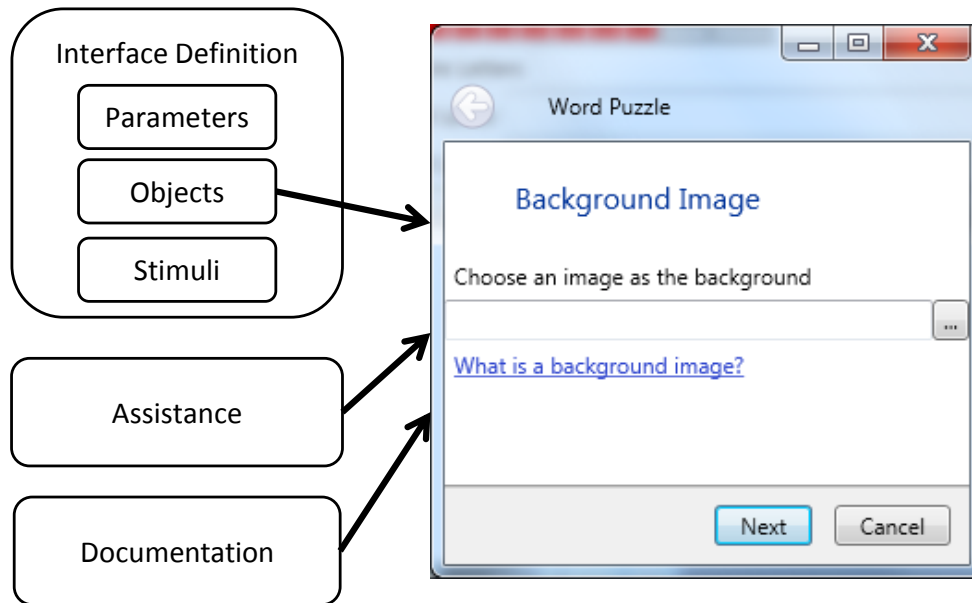 Interface Definition
Parameters
Objects
Stimuli
Assistance
Documentation
Word Puzzle
Background Image
Choose an image as the background
...
What is a background image?
Next
Cancel